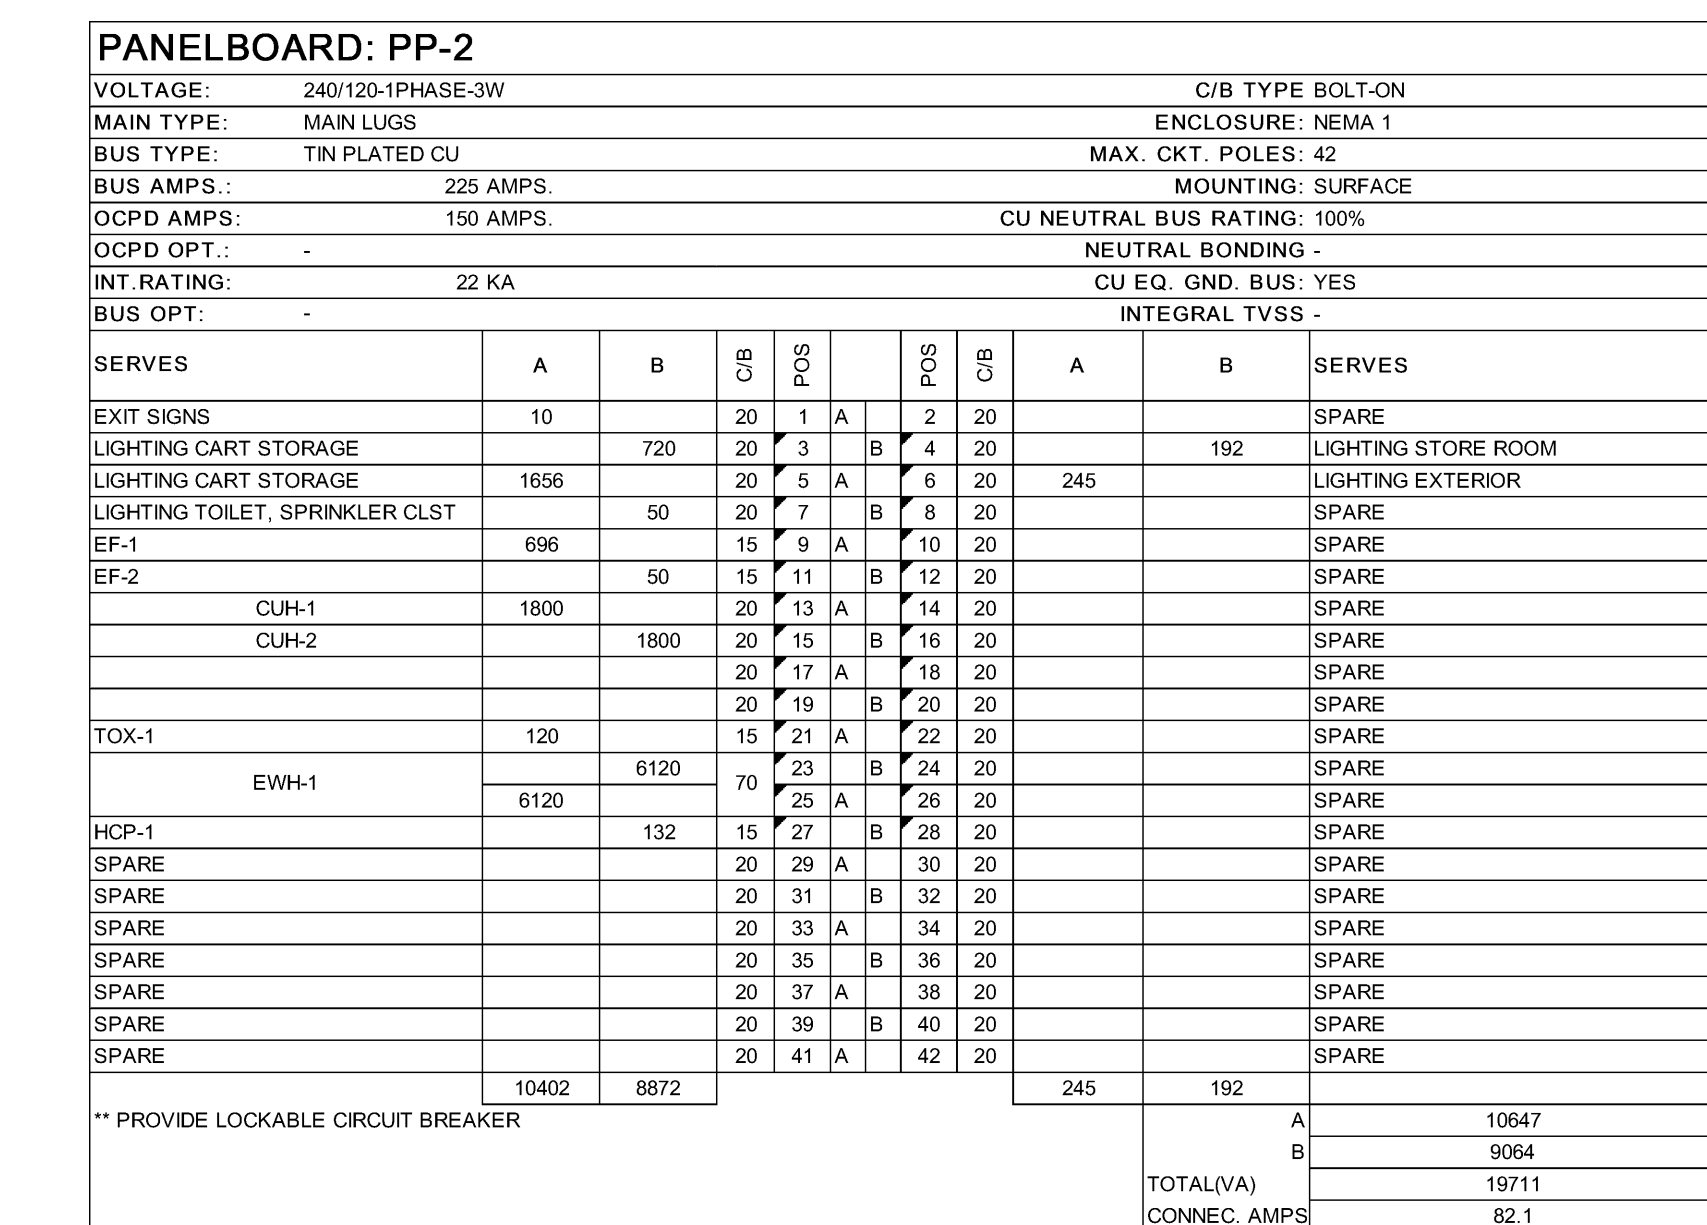 PANELBOARD: PP-2
VOLTAGE: 240/120-1PHASE-3W C/B TYPE BOLT-ON
MAIN TYPE: MAIN LUGS ENCLOSURE: NEMA 1
BUS TYPE: TIN PLATED CU MAX. CKT. POLES: 42
BUS AMPS.: 225 AMPS. MOUNTING: SURFACE
OCPD AMPS: 150 AMPS. CU NEUTRAL BUS RATING: 100%
OCPD OPT.: - NEUTRAL BONDING -
INT.RATING: 22 KA CU EQ. GND. BUS: YES
BUS OPT: - INTEGRAL TVSS -
SERVES A B C/B POS POS C/B A B SERVES
EXIT SIGNS 10 20 1 A 2 20 SPARE
LIGHTING CART STORAGE 720 20 3 B 4 20 192 LIGHTING STORE ROOM
LIGHTING CART STORAGE 1656 20 5 A 6 20 245 LIGHTING EXTERIOR
LIGHTING TOILET, SPRINKLER CLST 50 20 7 B 8 20 SPARE
EF-1 696 15 9 A 10 20 SPARE
EF-2 50 15 11 B 12 20 SPARE
CUH-1 1800 20 13 A 14 20 SPARE
CUH-2 1800 20 15 B 16 20 SPARE
20 17 A 18 20 SPARE
20 19 B 20 20 SPARE
TOX-1 120 15 21 A 22 20 SPARE
6120 23 B 24 20 SPARE
EWH-1 70
6120 25 A 26 20 SPARE
HCP-1 132 15 27 B 28 20 SPARE
SPARE 20 29 A 30 20 SPARE
SPARE 20 31 B 32 20 SPARE
SPARE 20 33 A 34 20 SPARE
SPARE 20 35 B 36 20 SPARE
SPARE 20 37 A 38 20 SPARE
SPARE 20 39 B 40 20 SPARE
SPARE 20 41 A 42 20 SPARE
10402 8872 245 192
** PROVIDE LOCKABLE CIRCUIT BREAKER A 10647
B 9064
TOTAL(VA) 19711
CONNEC. AMPS 82.1